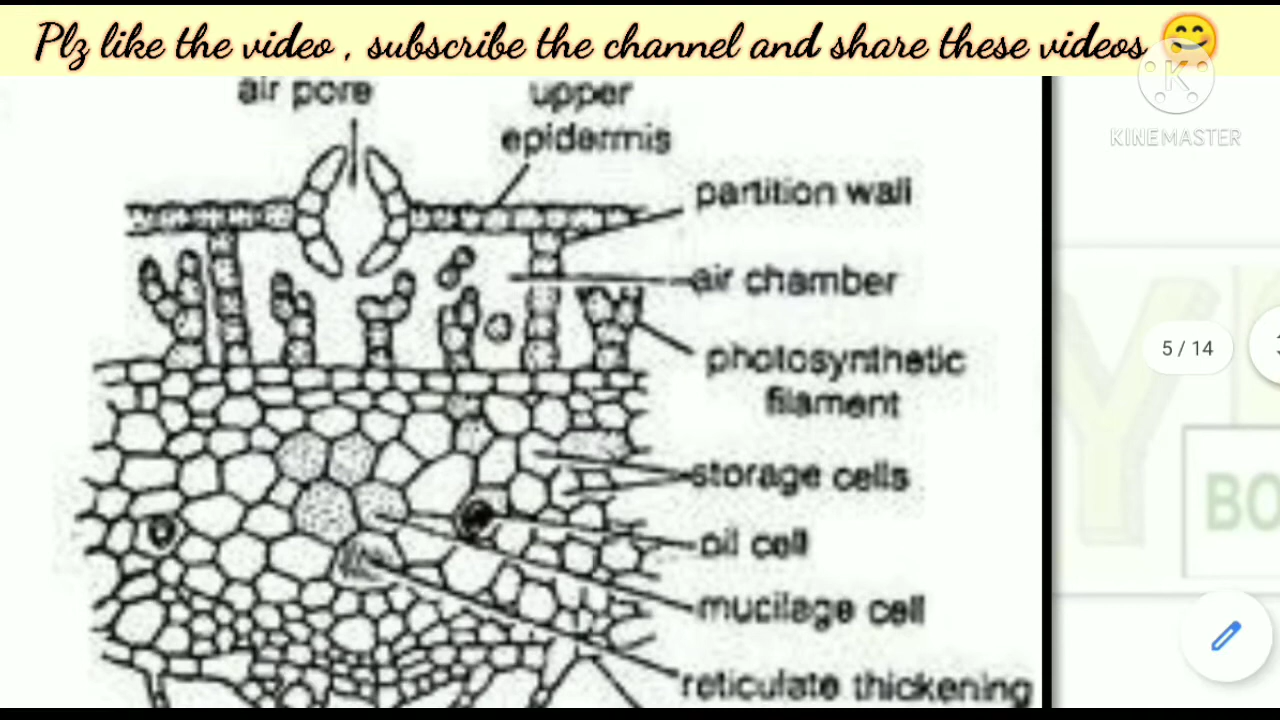 Plz like the video , subscribe the channel and share these videos
KINEMASTER
air pore
upper
epidermis
partition wall
air chamber
photosynthetic
filament
storage cells
oil cell
mucilage cell
reticulate thickening
5 / 14
BO